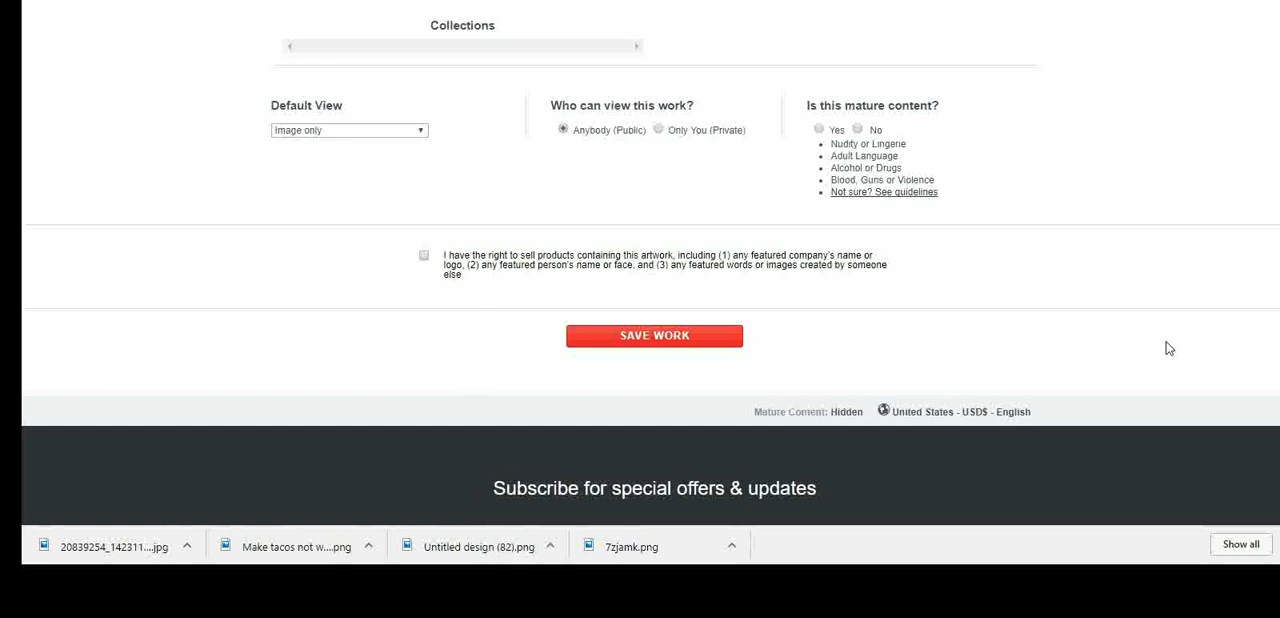 Collections
Default View
Who can view this work?
Is this mature content?
Image only
Anybody (Public)
Only You (Private)
Yes
No
Nudity or Lingerie
Adult Language
Alcohol or Drugs
Blood, Guns or Violence
Not sure? See guidelines
I have the right to sell products containing this artwork, including (1) any featured company's name or
logo, (2) any featured person's name or face, and (3) any featured words or images created by someone
else
SAVE WORK
Mature Content: Hidden
United States - USD$ - English
Subscribe for special offers & updates
20839254_142311....jpg
Make tacos not w....png
Untitled design (82).png
7zjamk.png
Show all